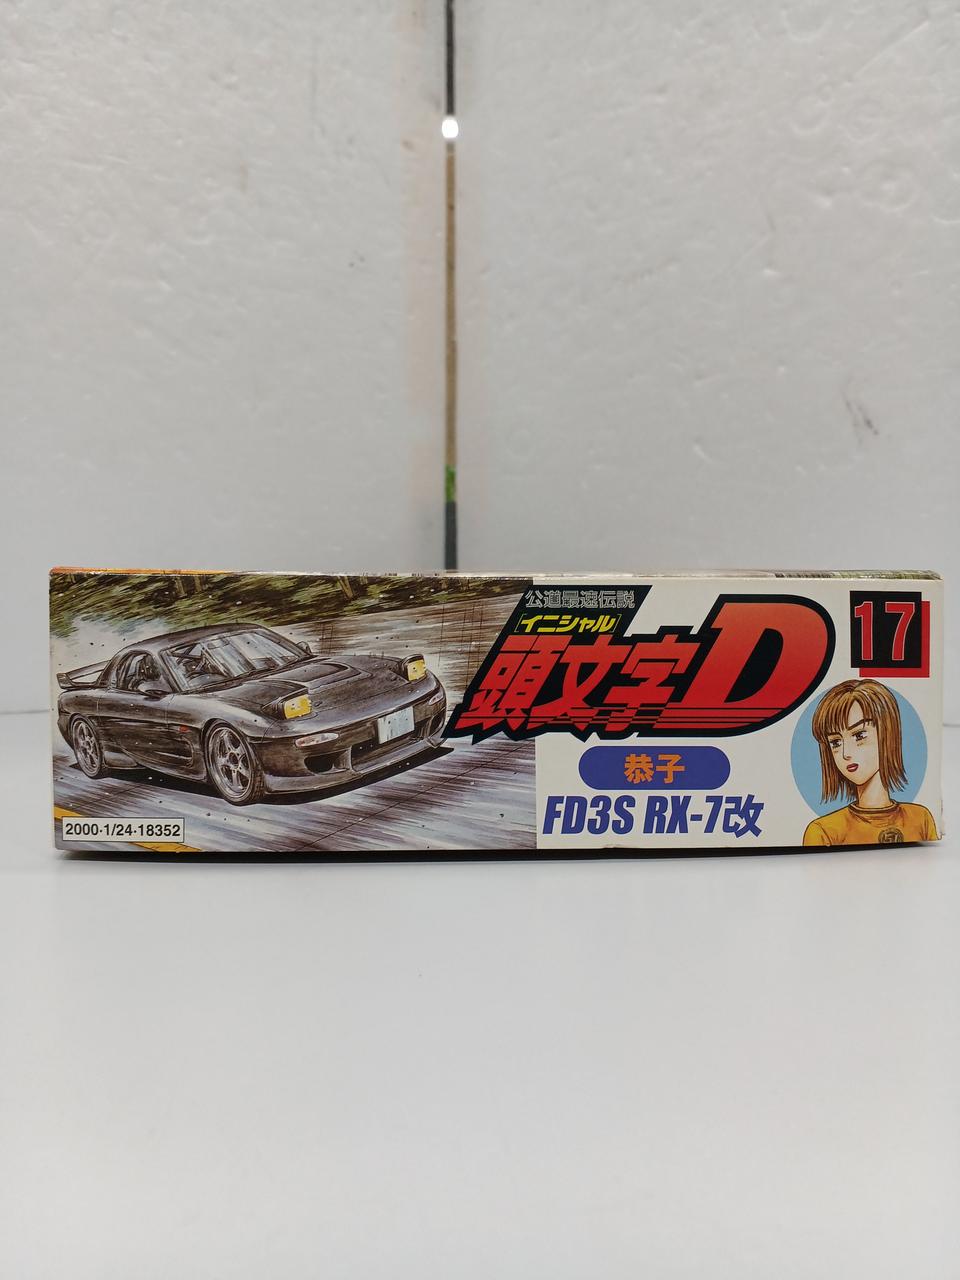 公道最速伝説
[イニシャル]
頭文字D
17
恭子
FD3S RX-7改
2000·1/24·18352